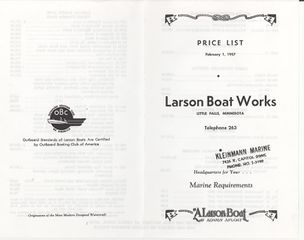 OBC
Outboard Standards of Larson Boats Are Certified
by Outboard Boating Club of America
Originators of the Most Modern Designed Watercraft
PRICE LIST
February 1, 1957
Larson Boat Works
LITTLE FALLS, MINNESOTA
Telephone 263
KLEINMANN MARINE
PHONE NO.
Headquarters for Your . . .
Marine Requirements
A Larson Boat